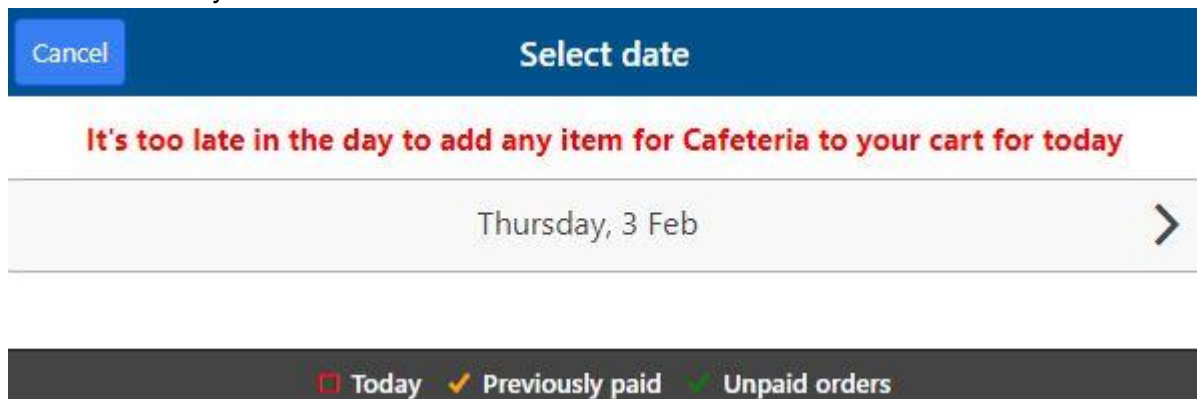 Cancel Select date
It's too late in the day to add any item for Cafeteria to your cart for today
Thursday, 3 Feb
Today Previously paid Unpaid orders